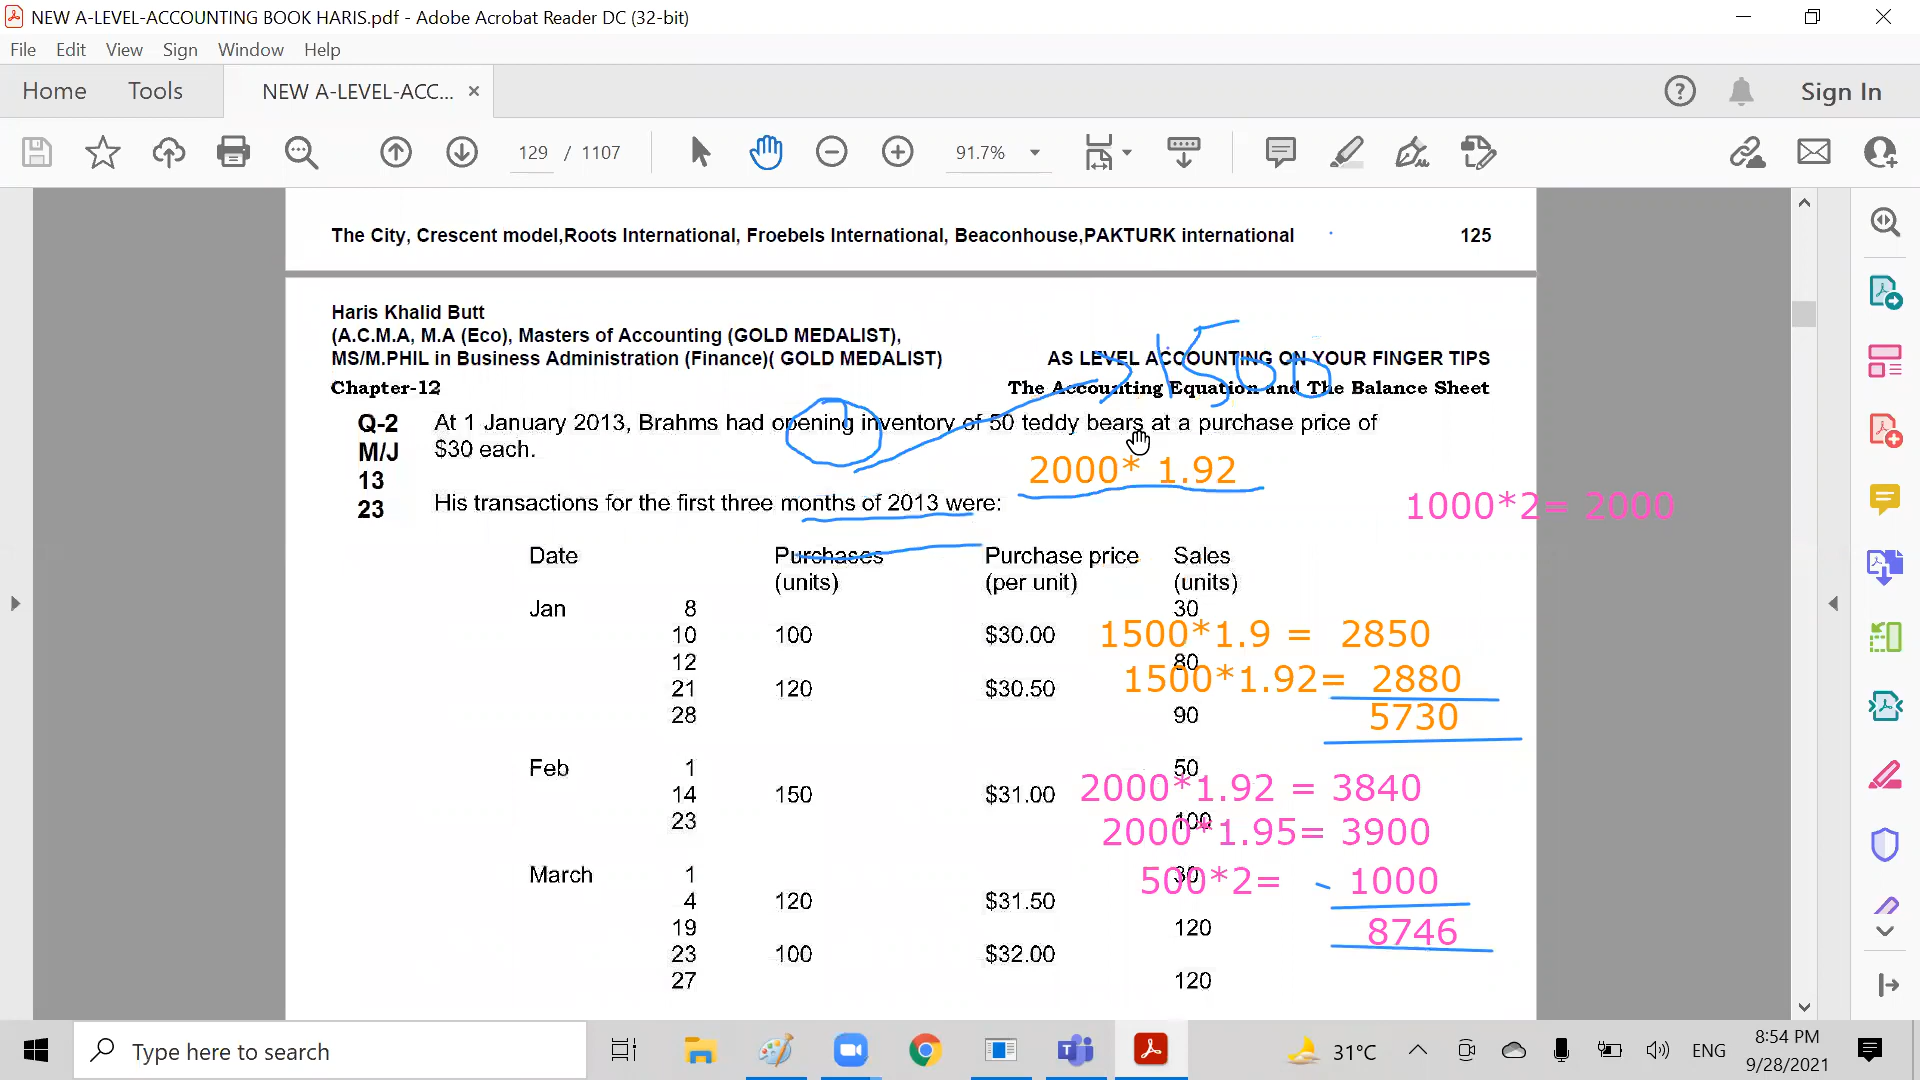 NEW A-LEVEL-ACCOUNTING BOOK HARIS.pdf - Adobe Acrobat Reader DC (32-bit)
File Edit View Sign Window Help
Home Tools NEW A-LEVEL-ACC... × Sign In
129 / 1107 91.7%
The City, Crescent model,Roots International, Froebels International, Beaconhouse,PAKTURK international 125
Haris Khalid Butt
(A.C.M.A, M.A (Eco), Masters of Accounting (GOLD MEDALIST),
MS/M.PHIL in Business Administration (Finance)( GOLD MEDALIST) AS LEVEL ACCOUNTING ON YOUR FINGER TIPS
1500
Chapter-12 The Accounting Equation and The Balance Sheet
Q-2 At 1 January 2013, Brahms had opening inventory of 50 teddy bears at a purchase price of
M/J $30 each.
2000* 1.92
13
23 His transactions for the first three months of 2013 were:
1000*2= 2000
Date Purchases Purchase price Sales
(units) (per unit) (units)
Jan 8 30
10 100 $30.00 1500*1.9 = 2850
12 80
21 120 $30.50 1500*1.92= 2880
28 90 5730
Feb 1 50
14 150 $31.00 2000*1.92 = 3840
23 100 2000*1.95= 3900
March 1 30 500*2= 1000
4 120 $31.50
19 120 8746
23 100 $32.00
27 120
Type here to search 31°C ENG 8:54 PM
9/28/2021